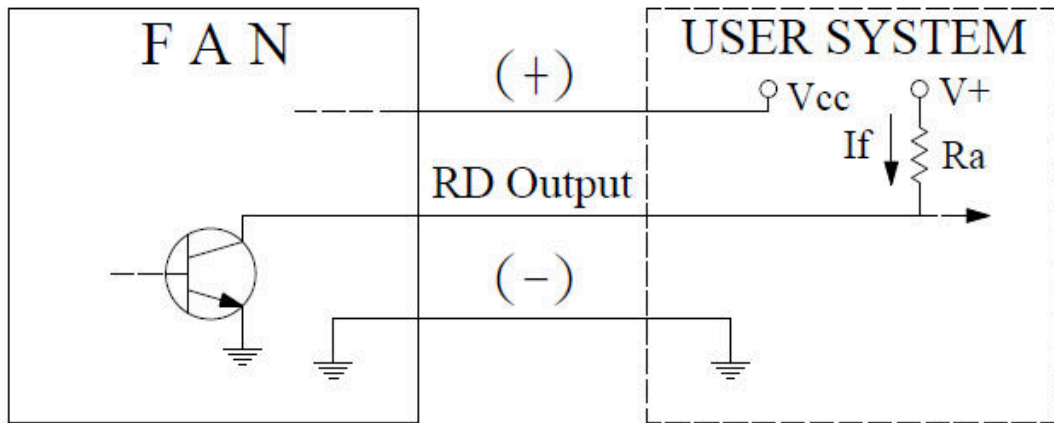 F A N
USER SYSTEM
(+)
Vcc
V+
If
Ra
RD Output
(-)